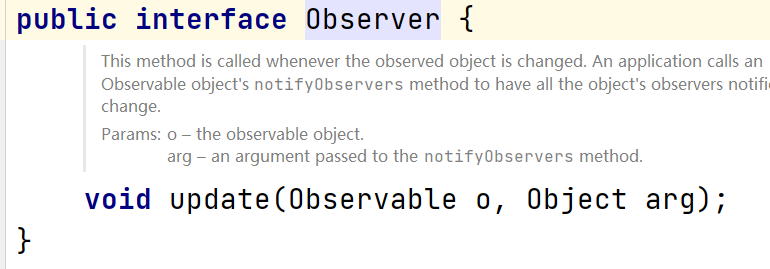 public interface Observer {
This method is called whenever the observed object is changed. An application calls an
Observable object's notifyObservers method to have all the object's observers
change.
Params: o – the observable object.
arg – an argument passed to the notifyObservers method.
void update(Observable o, Object arg);
}